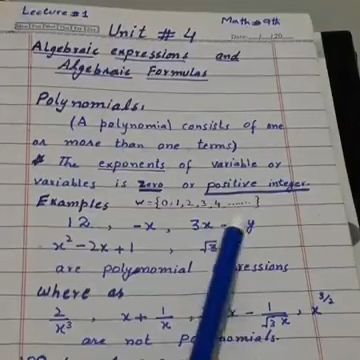 Lecture #1
Math #9th
Unit # 4
Date
Algebraic expressions and
Algebraic Formulas
Polynomials.
(A polynomial consists of one
or more than one terms)
* The exponents of variable or
variables is zero or positive integer.
Examples W = {0,1,2,3,4 ......}
12 , -x , 3x - y
x² - 2x + 1 ,
are polynomial expressions
Where as
2/x³ , x + 1/x , x - 1/√3 x , x^3/2
are not polynomials.